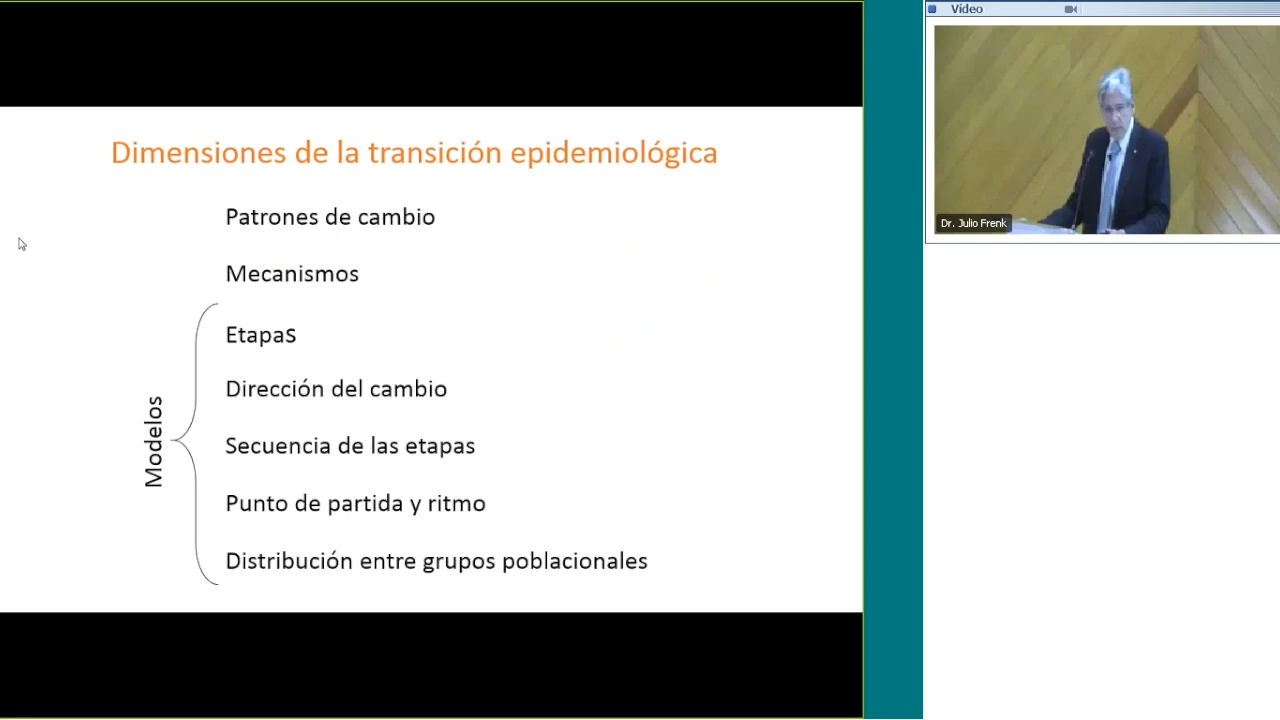 Dimensiones de la transición epidemiológica
Patrones de cambio
Mecanismos
Etapas
Dirección del cambio
Secuencia de las etapas
Punto de partida y ritmo
Distribución entre grupos poblacionales
Modelos
Vídeo
Dr. Julio Frenk